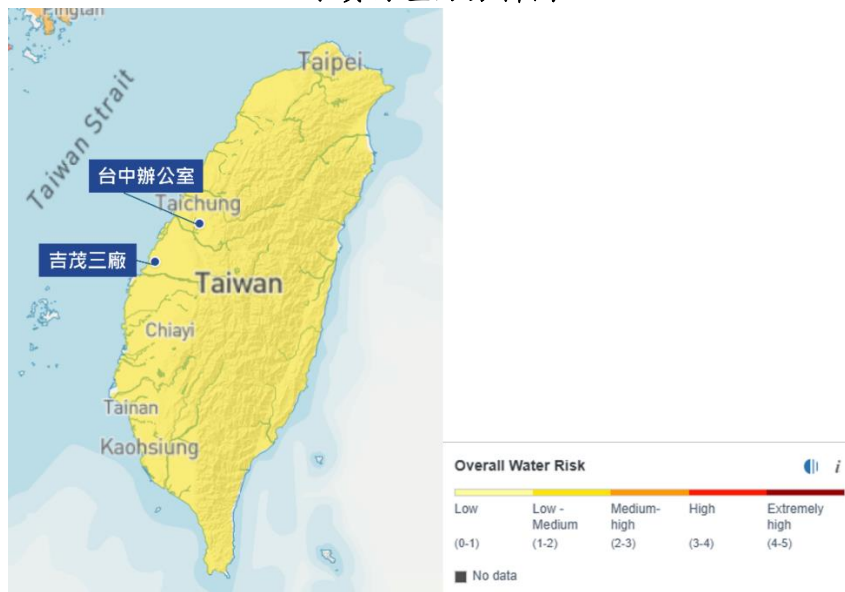 Pingtan
Taipei
Taiwan Strait
台中辦公室
Taichung
吉茂三廠
Taiwan
Chiayi
Tainan
Kaohsiung
Overall Water Risk
i
Low
Low -
Medium
Medium-
high
High
Extremely
high
(0-1)
(1-2)
(2-3)
(3-4)
(4-5)
No data